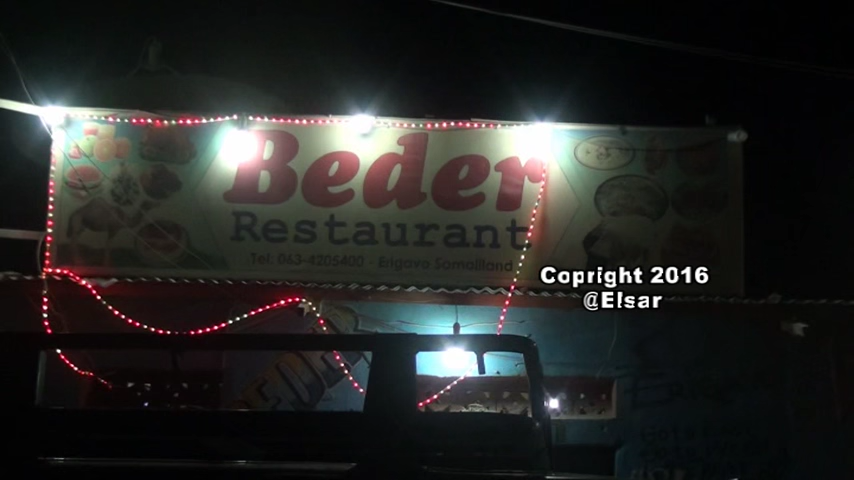 Beder
Restaurant
Tel. 063-4205400 - Erigavo Somaliland
Copright 2016
@Elsar